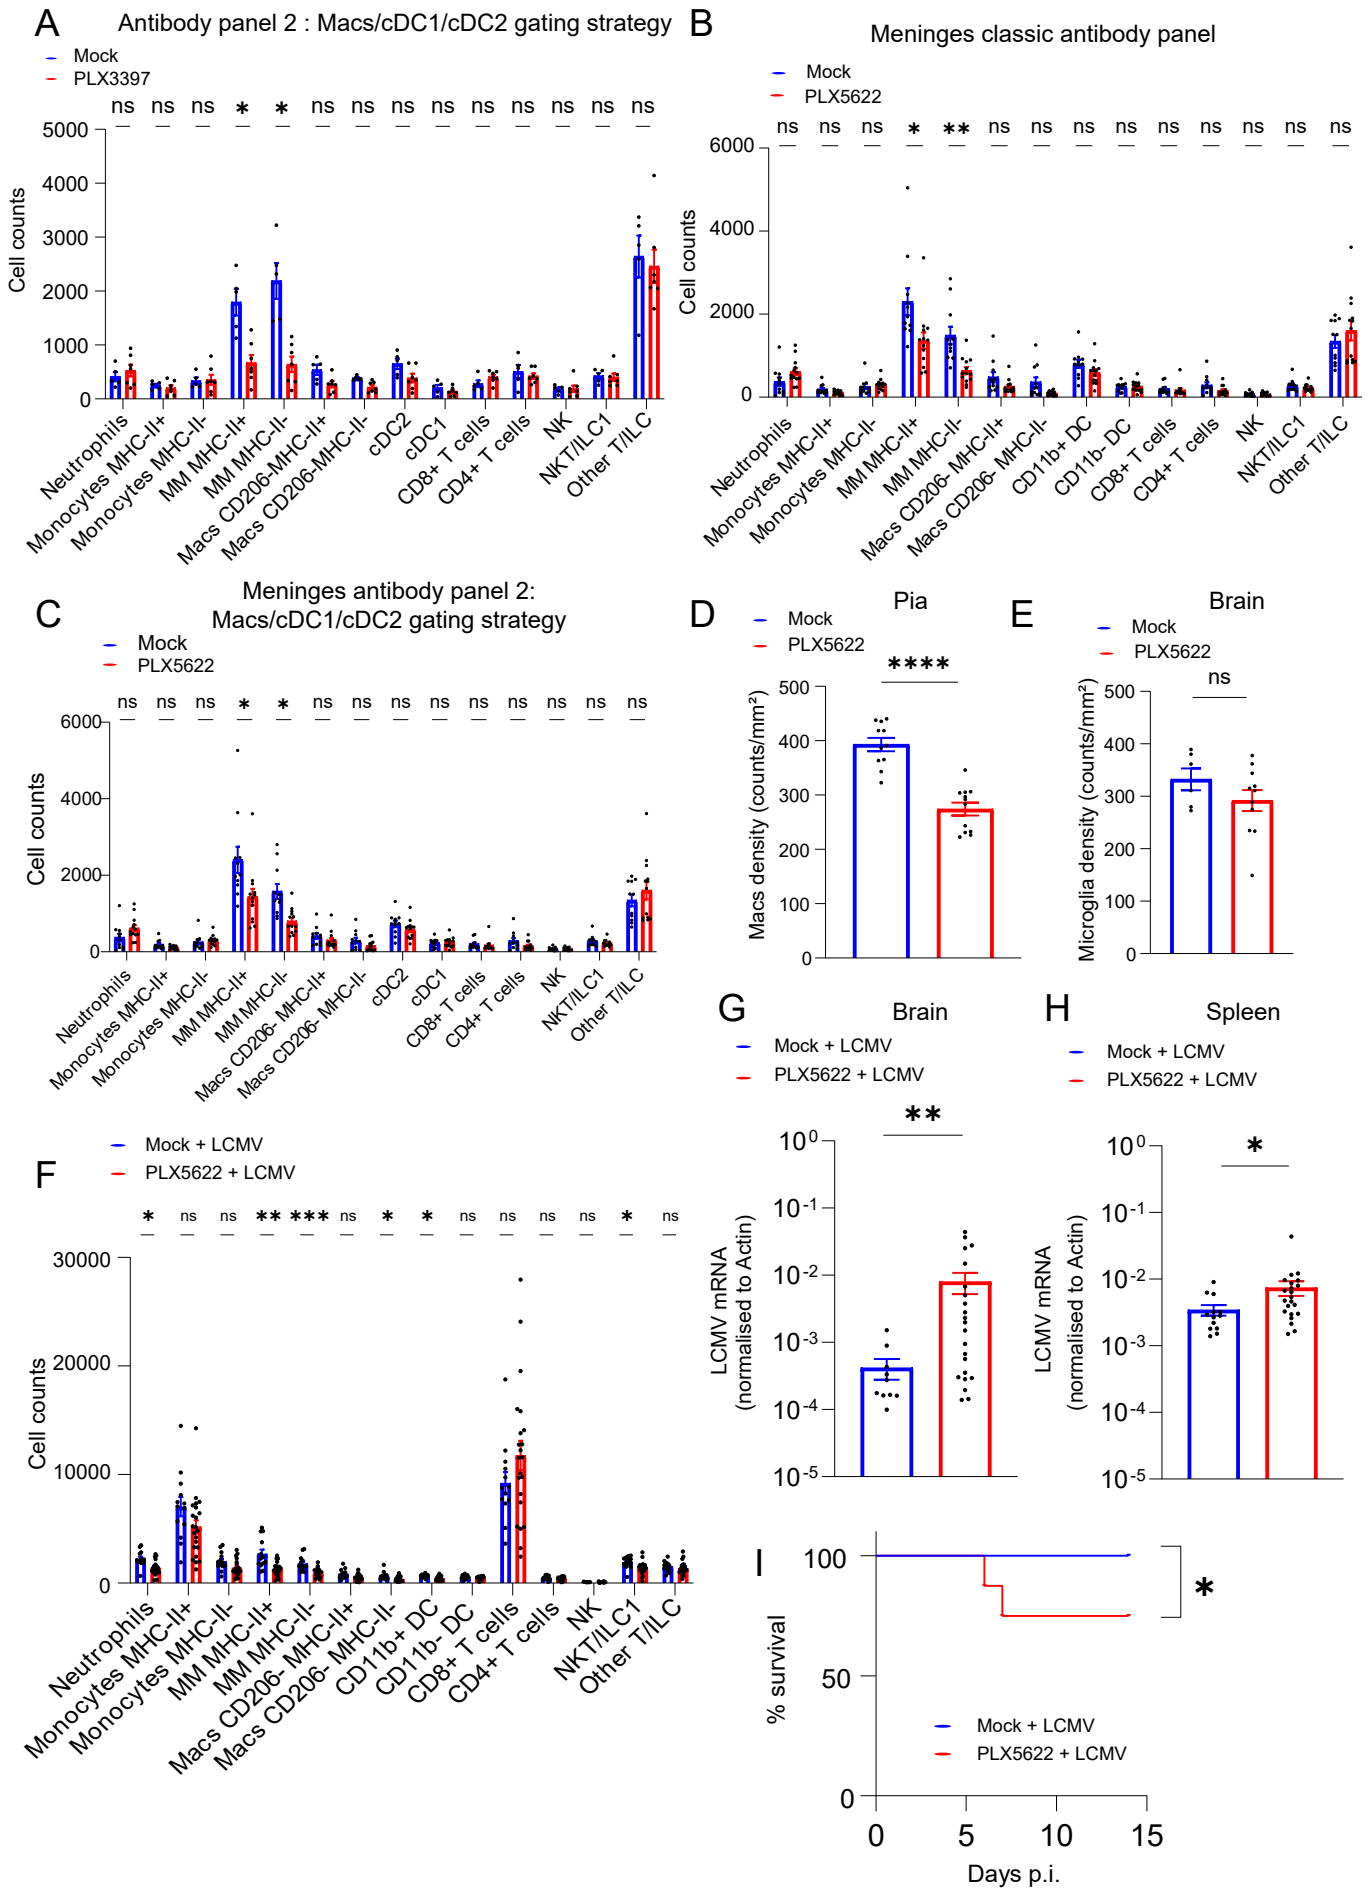 A
Antibody panel 2 : Macs/cDC1/cDC2 gating strategy
Mock
PLX3397
ns ns ns * * ns ns ns ns ns ns ns ns ns
Cell counts
5000
4000
3000
2000
1000
0
Neutrophils
Monocytes MHC-II+
Monocytes MHC-II-
MM MHC-II+
MM MHC-II-
Macs CD206-MHC-II+
Macs CD206-MHC-II-
cDC2
cDC1
CD8+ T cells
CD4+ T cells
NK
NKT/ILC1
Other T/ILC
B
Meninges classic antibody panel
Mock
PLX5622
ns ns ns * ** ns ns ns ns ns ns ns ns ns
Cell counts
6000
4000
2000
0
Neutrophils
Monocytes MHC-II+
Monocytes MHC-II-
MM MHC-II+
MM MHC-II-
Macs CD206- MHC-II+
Macs CD206- MHC-II-
CD11b+ DC
CD11b- DC
CD8+ T cells
CD4+ T cells
NK
NKT/ILC1
Other T/ILC
C
Meninges antibody panel 2:
Macs/cDC1/cDC2 gating strategy
Mock
PLX5622
ns ns ns * * ns ns ns ns ns ns ns ns ns
Cell counts
6000
4000
2000
0
Neutrophils
Monocytes MHC-II+
Monocytes MHC-II-
MM MHC-II+
MM MHC-II-
Macs CD206- MHC-II+
Macs CD206- MHC-II-
cDC2
cDC1
CD8+ T cells
CD4+ T cells
NK
NKT/ILC1
Other T/ILC
D
Pia
Mock
PLX5622
****
Macs density (counts/mm²)
500
400
300
200
100
0
E
Brain
Mock
PLX5622
ns
Microglia density (counts/mm²)
500
400
300
200
100
0
F
Mock + LCMV
PLX5622 + LCMV
* ns ns ** *** ns * * ns ns ns ns * ns
Cell counts
30000
20000
10000
0
Neutrophils
Monocytes MHC-II+
Monocytes MHC-II-
MM MHC-II+
MM MHC-II-
Macs CD206- MHC-II+
Macs CD206- MHC-II-
CD11b+ DC
CD11b- DC
CD8+ T cells
CD4+ T cells
NK
NKT/ILC1
Other T/ILC
G
Brain
Mock + LCMV
PLX5622 + LCMV
**
LCMV mRNA
(normalised to Actin)
10⁰
10⁻¹
10⁻²
10⁻³
10⁻⁴
10⁻⁵
H
Spleen
Mock + LCMV
PLX5622 + LCMV
*
LCMV mRNA
(normalised to Actin)
10⁰
10⁻¹
10⁻²
10⁻³
10⁻⁴
10⁻⁵
I
% survival
100
50
0
*
Mock + LCMV
PLX5622 + LCMV
0 5 10 15
Days p.i.